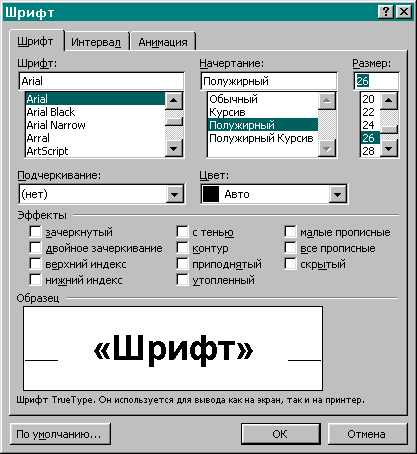 Шрифт
Шрифт Интервал Анимация
Шрифт: Начертание: Размер:
Arial Полужирный 26
Arial Обычный 20
Arial Black Курсив 22
Arial Narrow Полужирный 24
Arral Полужирный Курсив 26
ArtScript 28
Подчеркивание: Цвет:
(нет) Авто
Эффекты
зачеркнутый с тенью малые прописные
двойное зачеркивание контур все прописные
верхний индекс приподнятый скрытый
нижний индекс утопленный
Образец
«Шрифт»
Шрифт TrueType. Он используется для вывода как на экран, так и на принтер.
По умолчанию... ОК Отмена